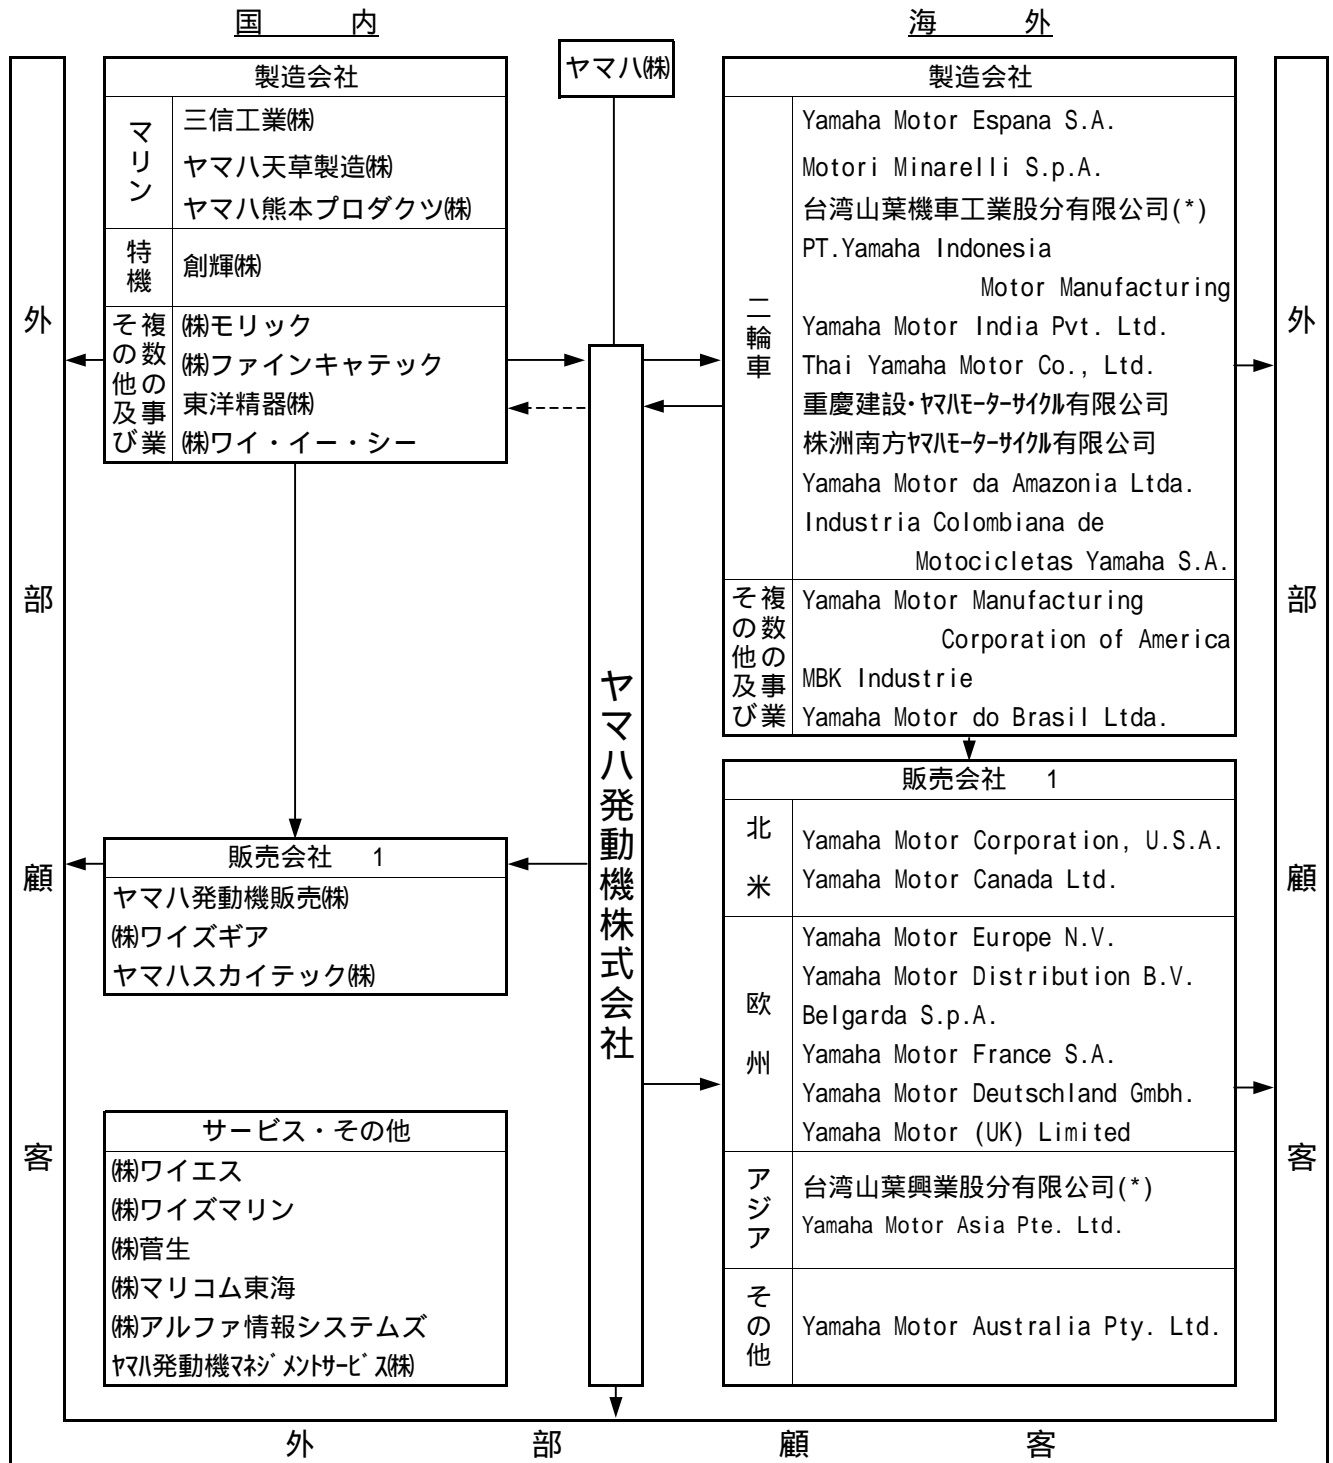 国 内
海 外
ヤマハ㈱
外部顧客
製造会社
マリン
三信工業㈱
ヤマハ天草製造㈱
ヤマハ熊本プロダクツ㈱
特機
創輝㈱
複数の事業
その他及び
㈱モリック
㈱ファインキャテック
東洋精器㈱
㈱ワイ・イー・シー
販売会社 1
ヤマハ発動機販売㈱
㈱ワイズギア
ヤマハスカイテック㈱
サービス・その他
㈱ワイエス
㈱ワイズマリン
㈱菅生
㈱マリコム東海
㈱アルファ情報システムズ
ヤマハ発動機マネジメントサービス㈱
ヤマハ発動機株式会社
製造会社
二輪車
Yamaha Motor Espana S.A.
Motori Minarelli S.p.A.
台湾山葉機車工業股分有限公司(*)
PT.Yamaha Indonesia
Motor Manufacturing
Yamaha Motor India Pvt. Ltd.
Thai Yamaha Motor Co., Ltd.
重慶建設・ヤマハモーターサイクル有限公司
株洲南方ヤマハモーターサイクル有限公司
Yamaha Motor da Amazonia Ltda.
Industria Colombiana de
Motocicletas Yamaha S.A.
複数の事業
その他及び
Yamaha Motor Manufacturing
Corporation of America
MBK Industrie
Yamaha Motor do Brasil Ltda.
販売会社 1
北米
Yamaha Motor Corporation, U.S.A.
Yamaha Motor Canada Ltd.
欧州
Yamaha Motor Europe N.V.
Yamaha Motor Distribution B.V.
Belgarda S.p.A.
Yamaha Motor France S.A.
Yamaha Motor Deutschland Gmbh.
Yamaha Motor (UK) Limited
アジア
台湾山葉興業股分有限公司(*)
Yamaha Motor Asia Pte. Ltd.
その他
Yamaha Motor Australia Pty. Ltd.
外部顧客
外 部 顧 客